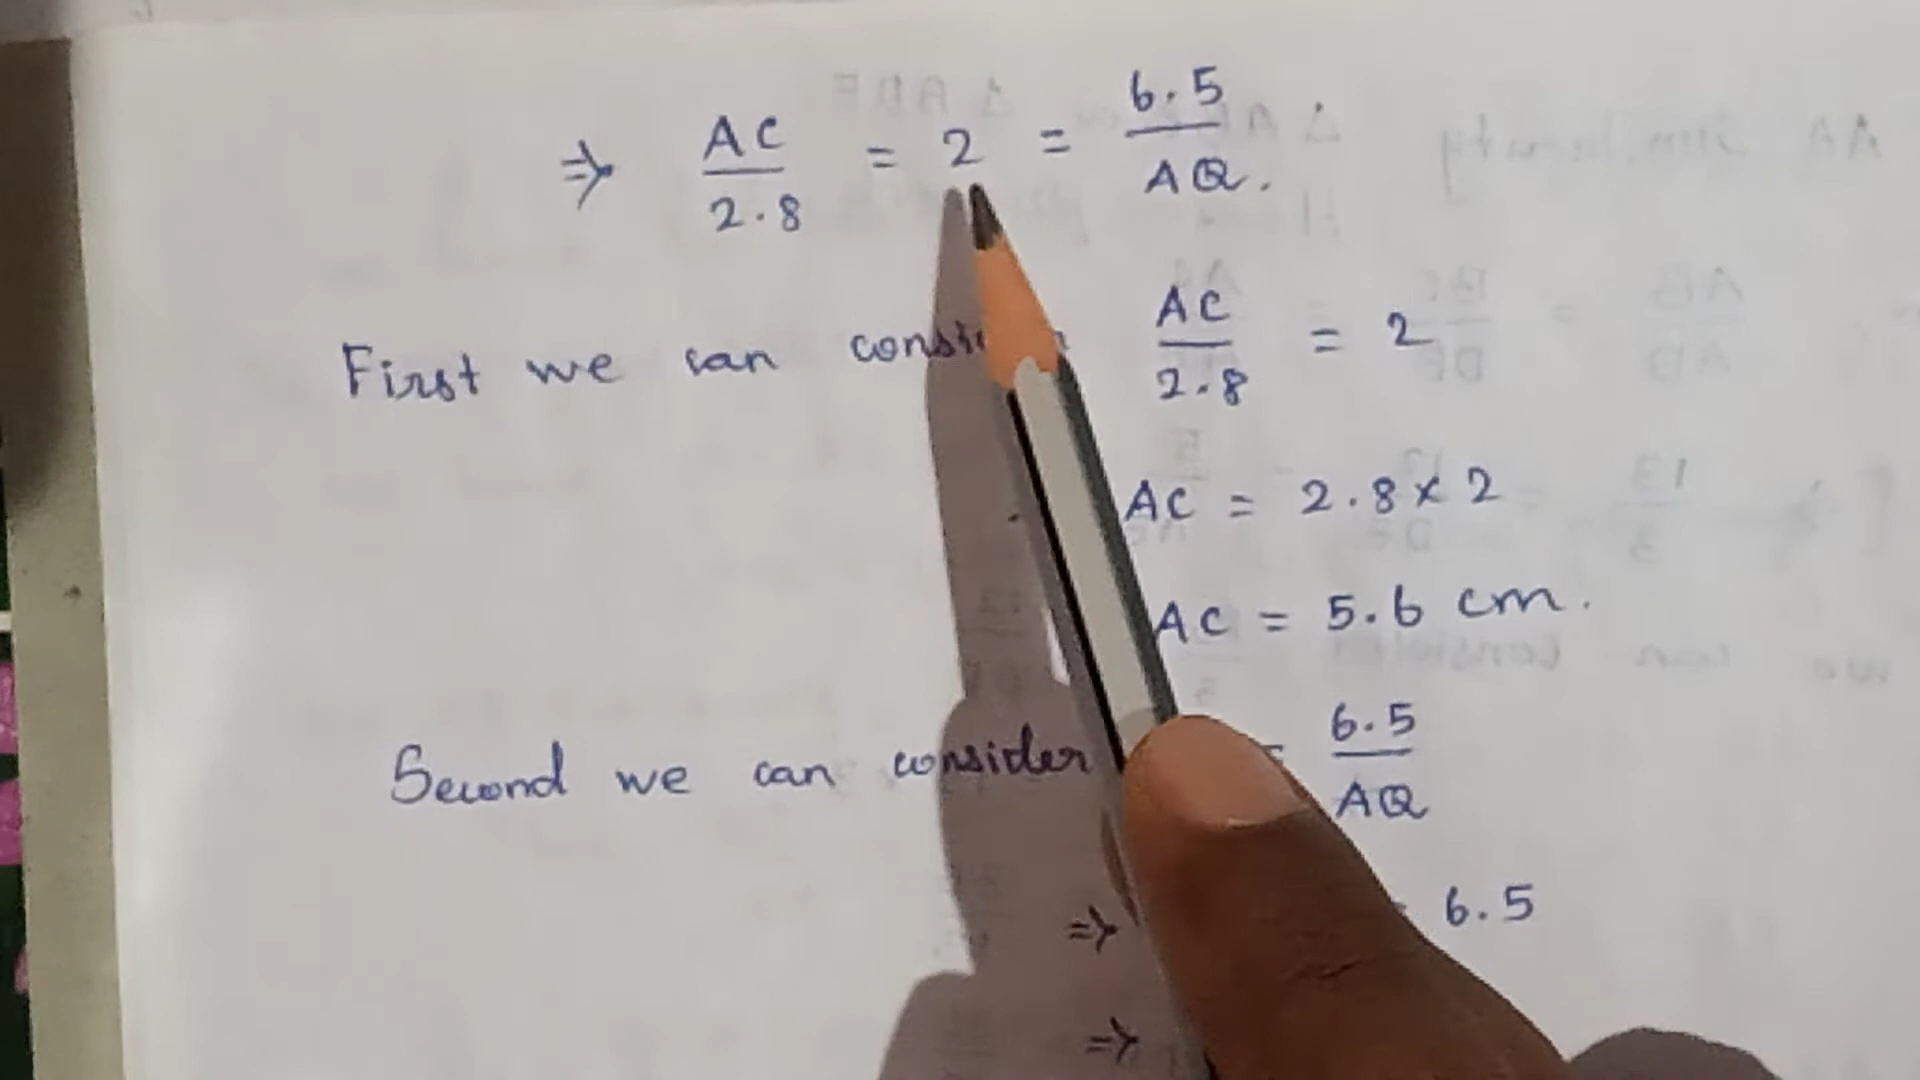 ⇒ AC/2.8 = 2 = 6.5/AQ.
First we can AC/2.8 = 2
AC = 2.8 × 2
AC = 5.6 cm.
Second we can consider = 6.5/AQ
⇒ 6.5
⇒